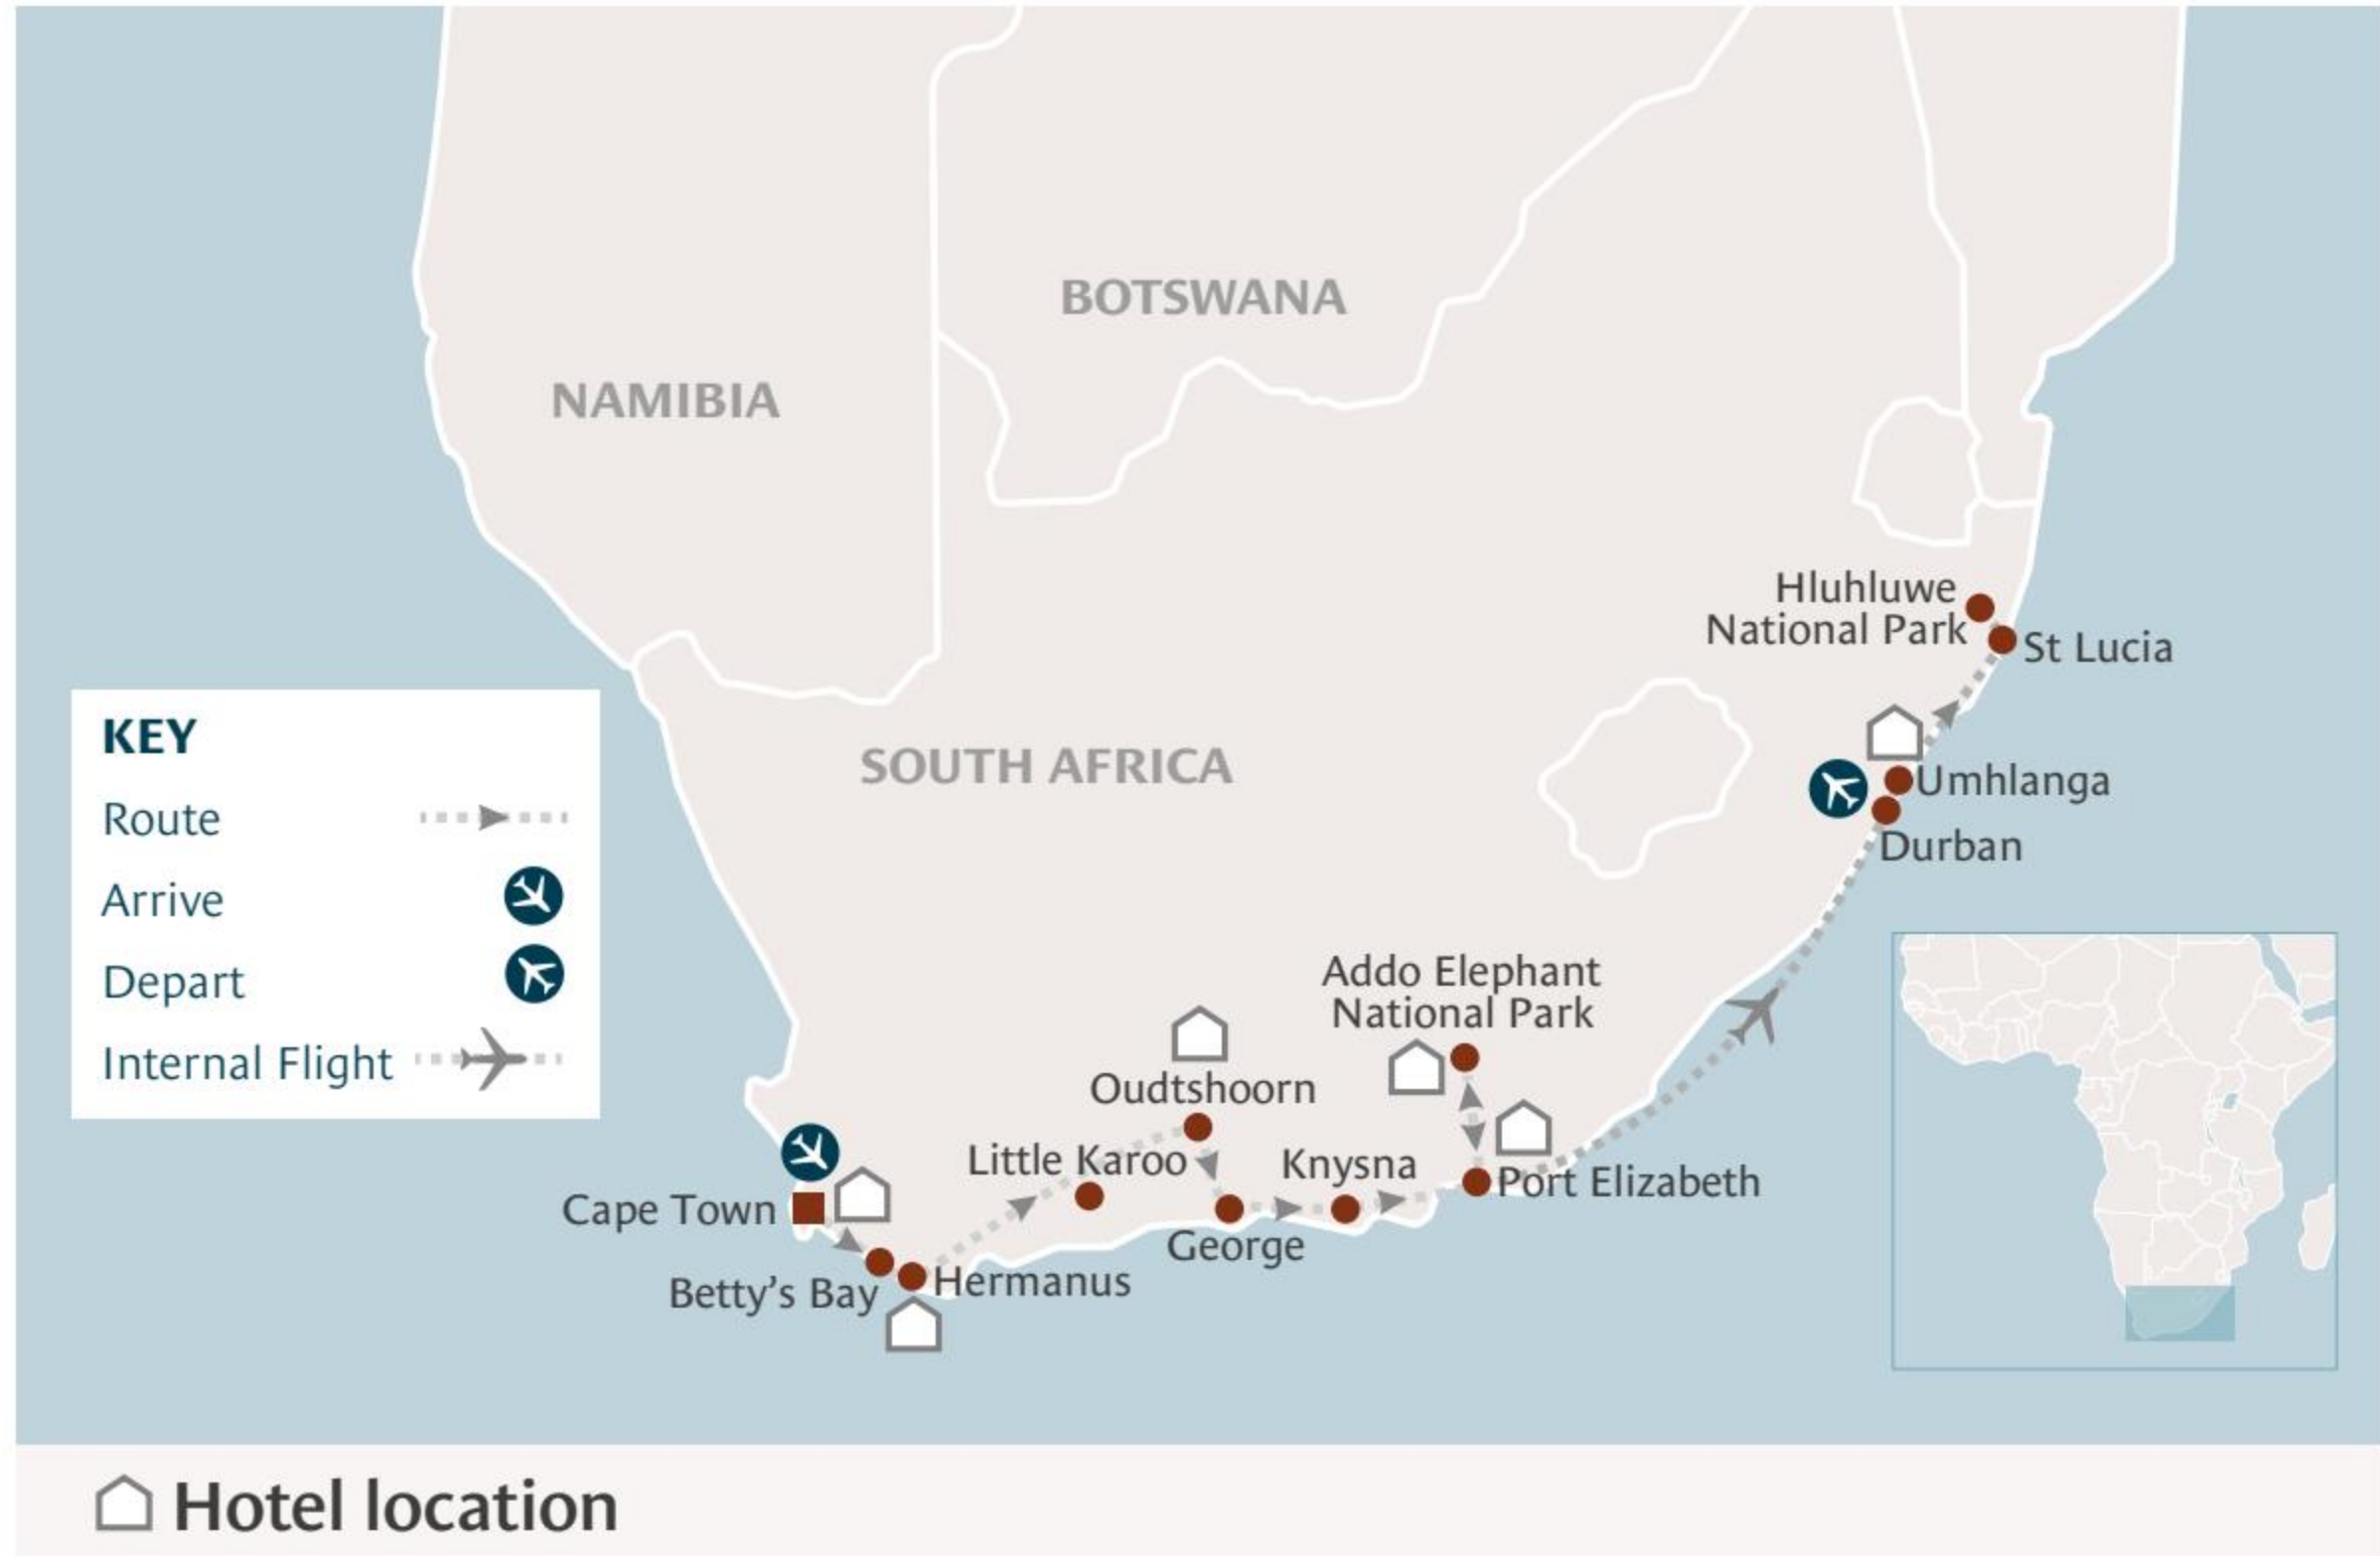 BOTSWANA
NAMIBIA
Hluhluwe
National Park
St Lucia
KEY
Route
Arrive
Depart
Internal Flight
SOUTH AFRICA
Umhlanga
Durban
Addo Elephant
National Park
Oudtshoorn
Little Karoo
Knysna
Port Elizabeth
Cape Town
George
Betty's Bay
Hermanus
Hotel location